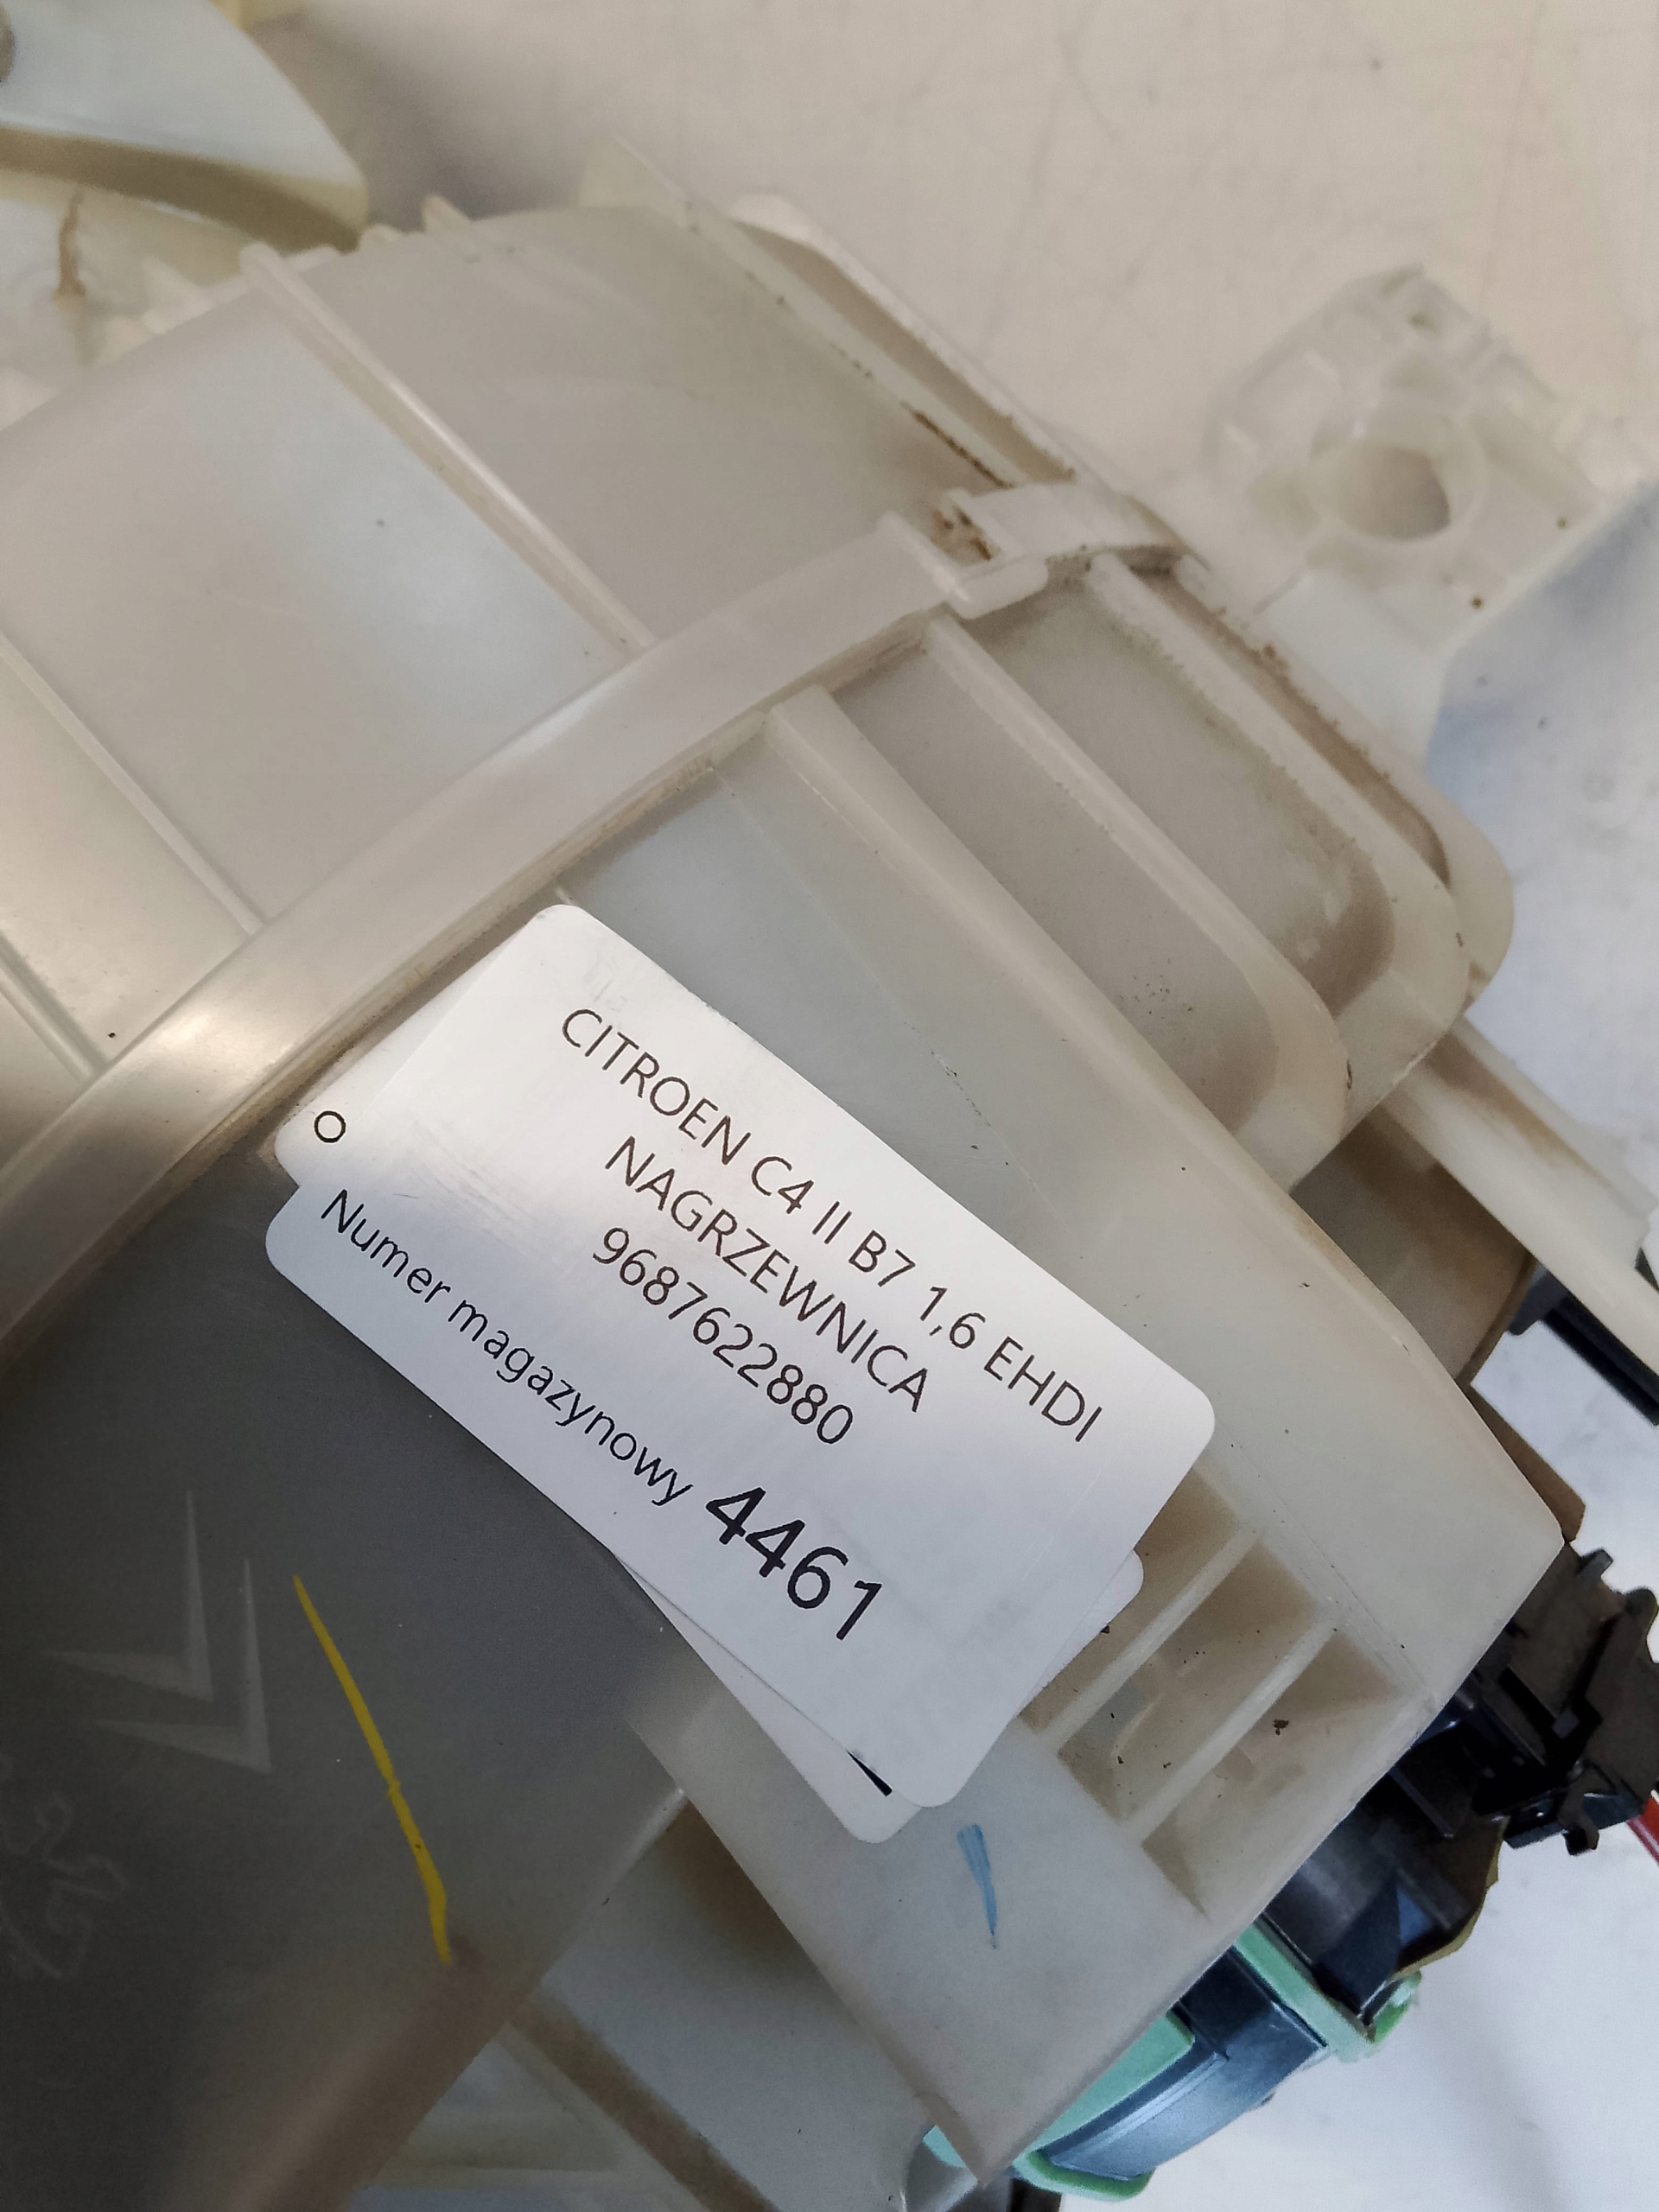 CITROEN C4 II B7 1,6 EHDI
NAGRZEWNICA
9687622880
Numer magazynowy 4461